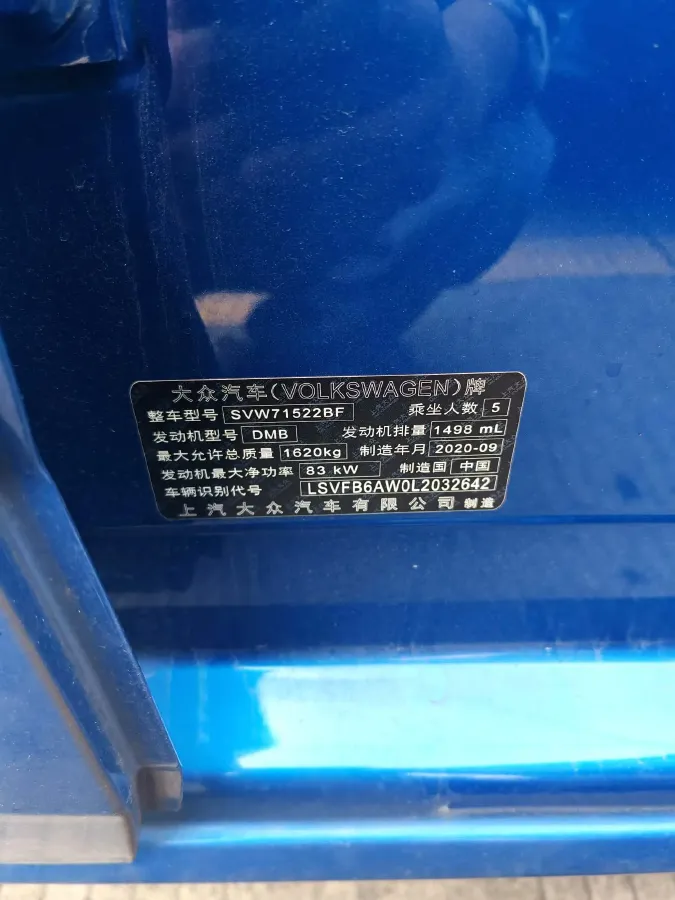 大众汽车(VOLKSWAGEN)牌
整车型号 SVW71522BF 乘坐人数 5
发动机型号 DMB 发动机排量 1498 mL
最大允许总质量 1620kg 制造年月 2020-09
发动机最大净功率 83 kW 制造国 中国
车辆识别代号 LSVFB6AW0L2032642
上汽大众汽车有限公司 制造